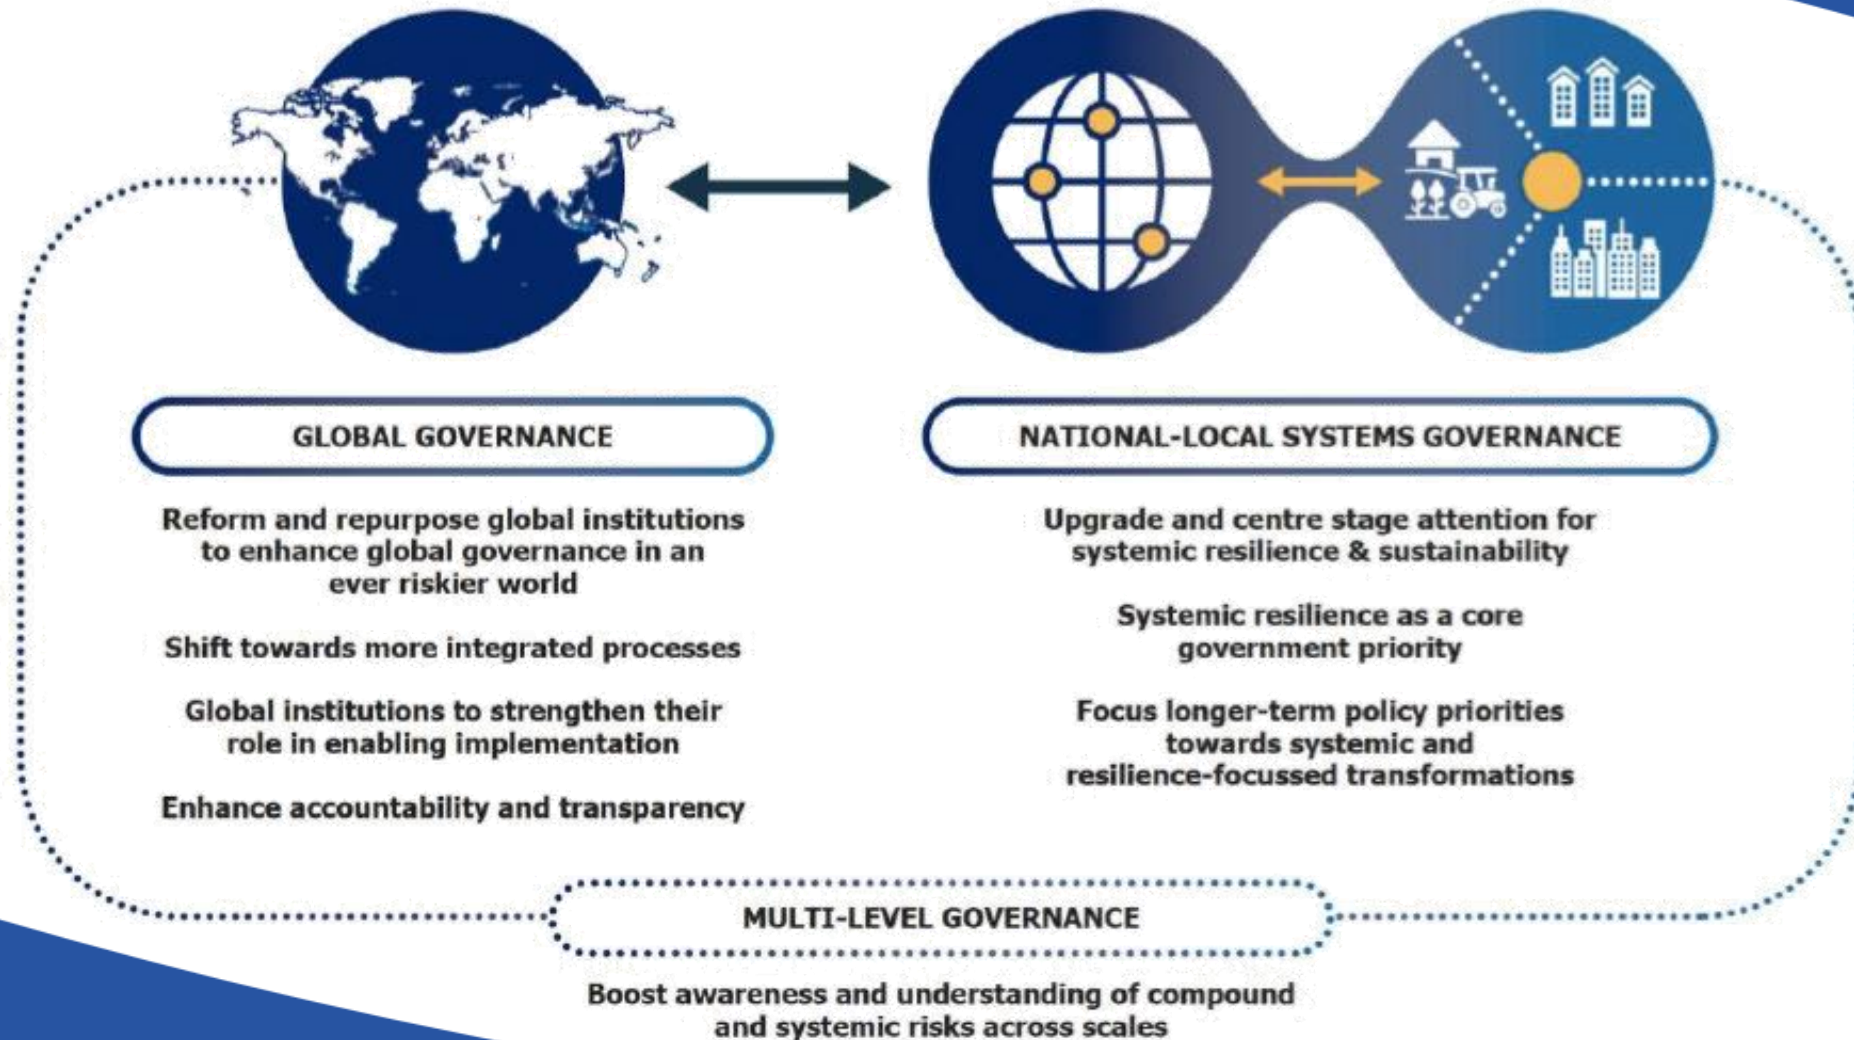 GLOBAL GOVERNANCE
Reform and repurpose global institutions
to enhance global governance in an
ever riskier world
Shift towards more integrated processes
Global institutions to strengthen their
role in enabling implementation
Enhance accountability and transparency
NATIONAL-LOCAL SYSTEMS GOVERNANCE
Upgrade and centre stage attention for
systemic resilience & sustainability
Systemic resilience as a core
government priority
Focus longer-term policy priorities
towards systemic and
resilience-focussed transformations
MULTI-LEVEL GOVERNANCE
Boost awareness and understanding of compound
and systemic risks across scales